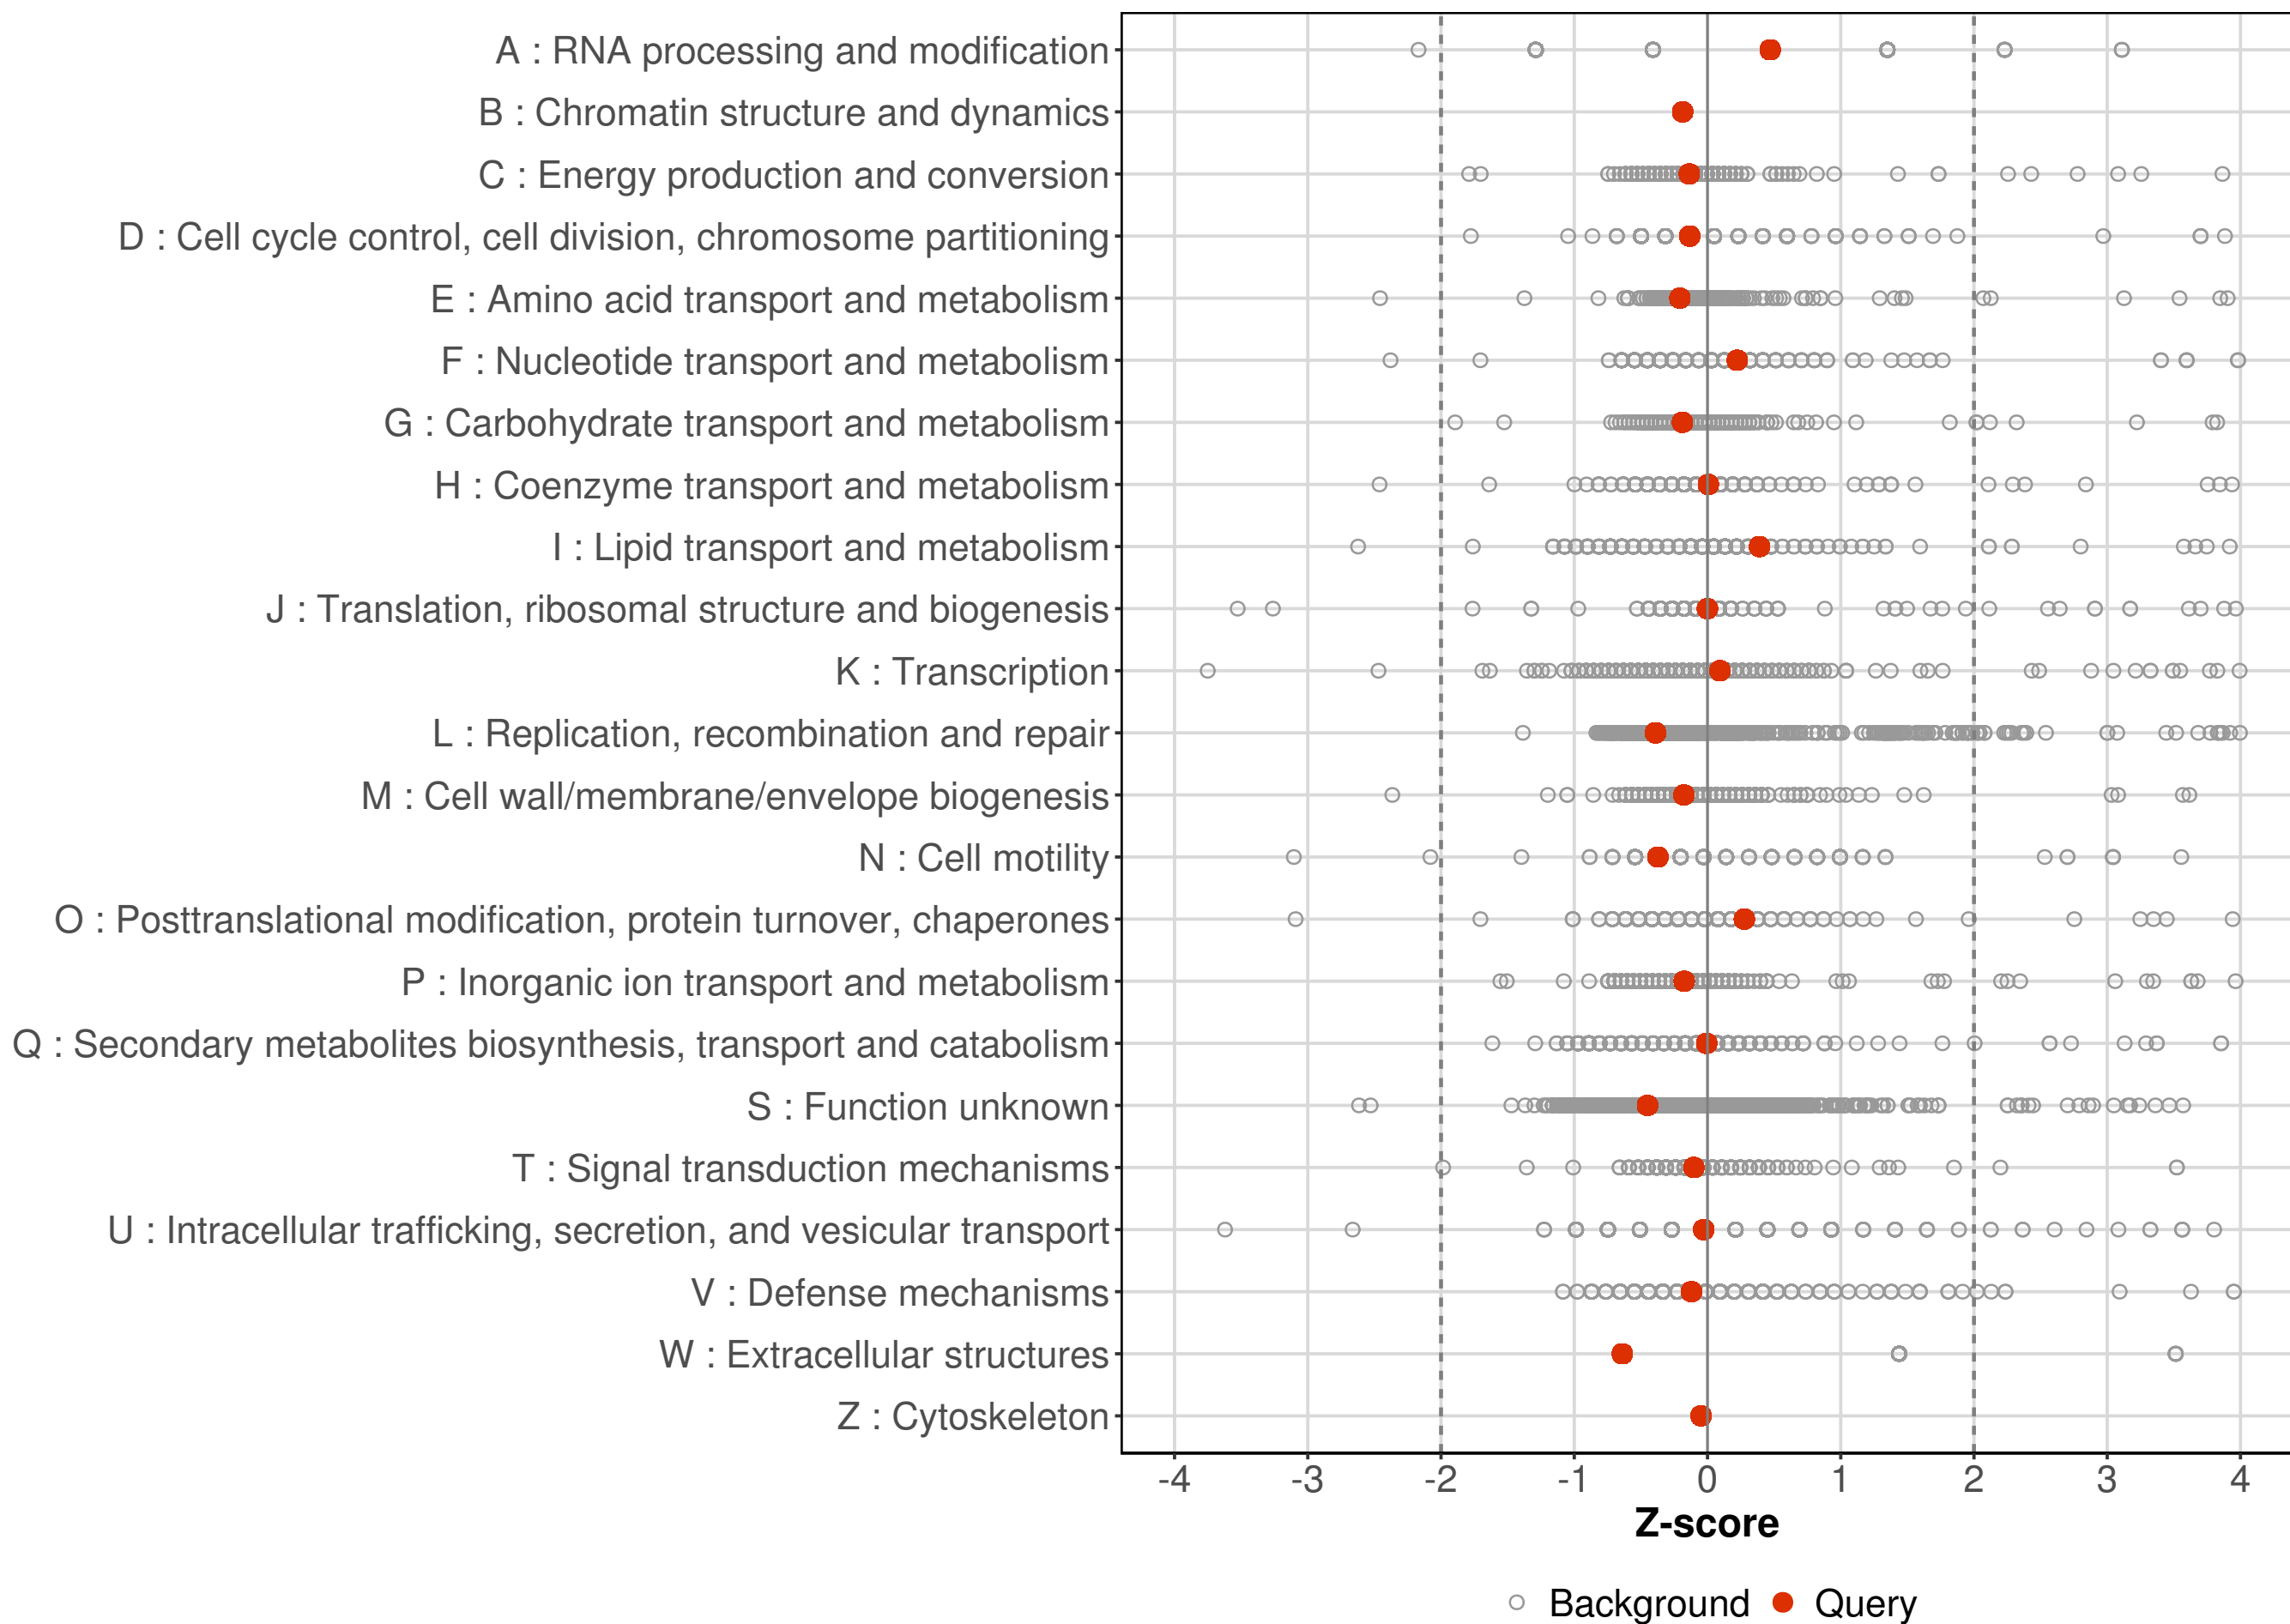 A : RNA processing and modification
B : Chromatin structure and dynamics
C : Energy production and conversion
D : Cell cycle control, cell division, chromosome partitioning
E : Amino acid transport and metabolism
F : Nucleotide transport and metabolism
G : Carbohydrate transport and metabolism
H : Coenzyme transport and metabolism
I : Lipid transport and metabolism
J : Translation, ribosomal structure and biogenesis
K : Transcription
L : Replication, recombination and repair
M : Cell wall/membrane/envelope biogenesis
N : Cell motility
O : Posttranslational modification, protein turnover, chaperones
P : Inorganic ion transport and metabolism
Q : Secondary metabolites biosynthesis, transport and catabolism
S : Function unknown
T : Signal transduction mechanisms
U : Intracellular trafficking, secretion, and vesicular transport
V : Defense mechanisms
W : Extracellular structures
Z : Cytoskeleton
-4 -3 -2 -1 0 1 2 3 4
Z-score
Background Query